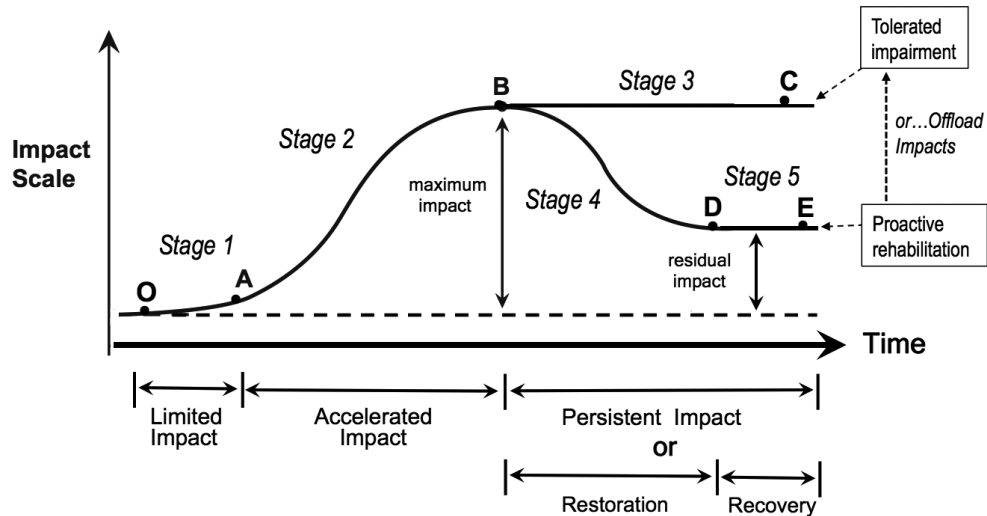 Tolerated
impairment
Stage 3
C
B
or...Offload
Impacts
Stage 2
Impact
Scale
maximum
impact
Stage 5
Stage 4
D
E
Proactive
rehabilitation
Stage 1
residual
impact
O
A
Time
Limited
Impact
Accelerated
Impact
Persistent Impact
or
Restoration
Recovery